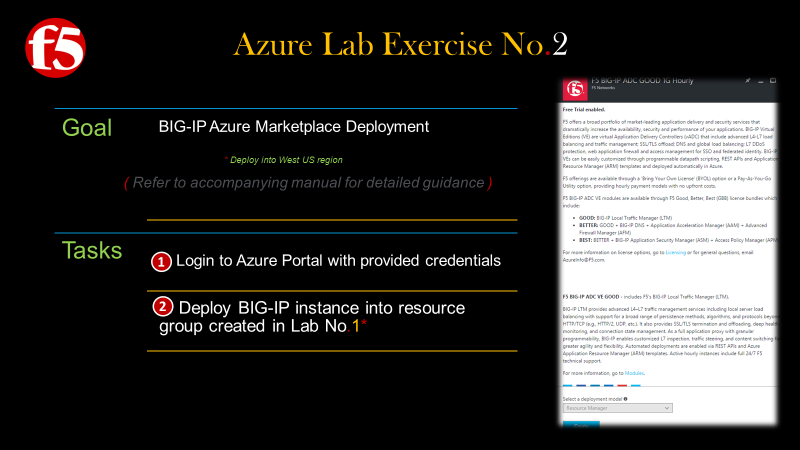 f5
Azure Lab Exercise No.2
Goal
BIG-IP Azure Marketplace Deployment
* Deploy into West US region
( Refer to accompanying manual for detailed guidance )
Tasks
1 Login to Azure Portal with provided credentials
2 Deploy BIG-IP instance into resource
group created in Lab No.1*
F5 BIG-IP ADC GOOD 1G Hourly
F5 Networks
Free Trial enabled.
F5 offers a broad portfolio of market-leading application delivery and security services that
dramatically increase the availability, security and performance of your applications. BIG-IP Virtual
Editions (VE) are virtual Application Delivery Controllers (vADC) that include advanced L4-L7 load
balancing and traffic management; SSL/TLS offload; DNS and global load balancing; L7 DDoS
protection, web application firewall and access management for SSO and federated identity. BIG-IP
VEs can be easily customized through programmable datapath scripting, REST APIs and Application
Resource Manager (ARM) templates and deployed automatically in Azure.
F5 offerings are available through a 'Bring Your Own License' (BYOL) option or a Pay-As-You-Go
Utility option, providing hourly payment models with no upfront costs.
F5 BIG-IP ADC VE modules are available through F5 Good, Better, Best (GBB) license bundles which
include:
• GOOD: BIG-IP Local Traffic Manager (LTM)
• BETTER: GOOD + BIG-IP DNS + Application Acceleration Manager (AAM) + Advanced
Firewall Manager (AFM)
• BEST: BETTER + BIG-IP Application Security Manager (ASM) + Access Policy Manager (APM)
For more information on license options, go to Licensing or for general questions, email
AzureInfo@F5.com.
F5 BIG-IP ADC VE GOOD - includes F5's BIG-IP Local Traffic Manager (LTM).
BIG-IP LTM provides advanced L4-L7 traffic management services including local server load
balancing with support for a broad range of persistence methods, algorithms, and protocols beyond
HTTP/TCP (e.g., HTTP/2, UDP, etc). It also provides SSL/TLS termination and offloading, deep health
monitoring, and connection state management. As a full application proxy with granular
programmability, BIG-IP enables customized L7 inspection, traffic steering, and content switching for
greater agility and flexibility. Automated deployments are enabled via REST APIs and Azure
Application Resource Manager (ARM) templates. Active hourly instances include full 24/7 F5
technical support.
For more information, go to Modules.
Select a deployment model
Resource Manager